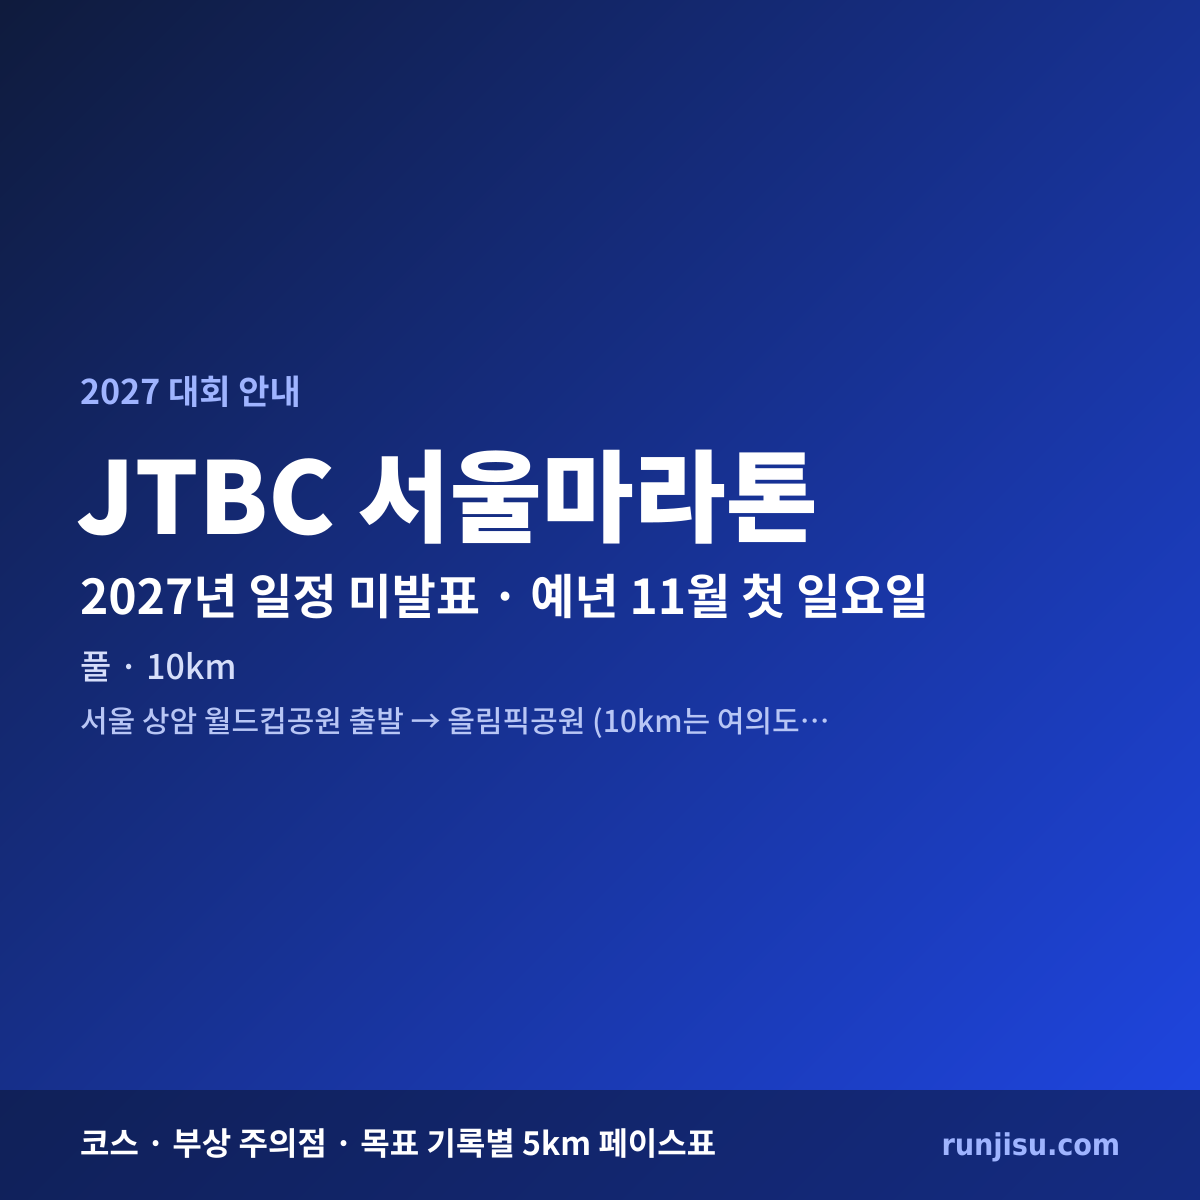 2027 대회 안내
JTBC 서울마라톤
2027년 일정 미발표 · 예년 11월 첫 일요일
풀 · 10km
서울 상암 월드컵공원 출발 → 올림픽공원 (10km는 여의도…
코스 · 부상 주의점 · 목표 기록별 5km 페이스표
runjisu.com